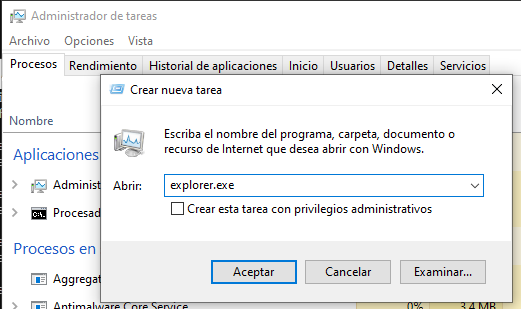 Administrador de tareas
Archivo Opciones Vista
Procesos Rendimiento Historial de aplicaciones Inicio Usuarios Detalles Servicios
Crear nueva tarea
Nombre
Escriba el nombre del programa, carpeta, documento o
recurso de Internet que desea abrir con Windows.
Aplicaciones
Administ
Abrir: explorer.exe
Procesad
Crear esta tarea con privilegios administrativos
Procesos en
Aceptar Cancelar Examinar...
Aggregat
Antimalware Core Service 0% 3,4 MB